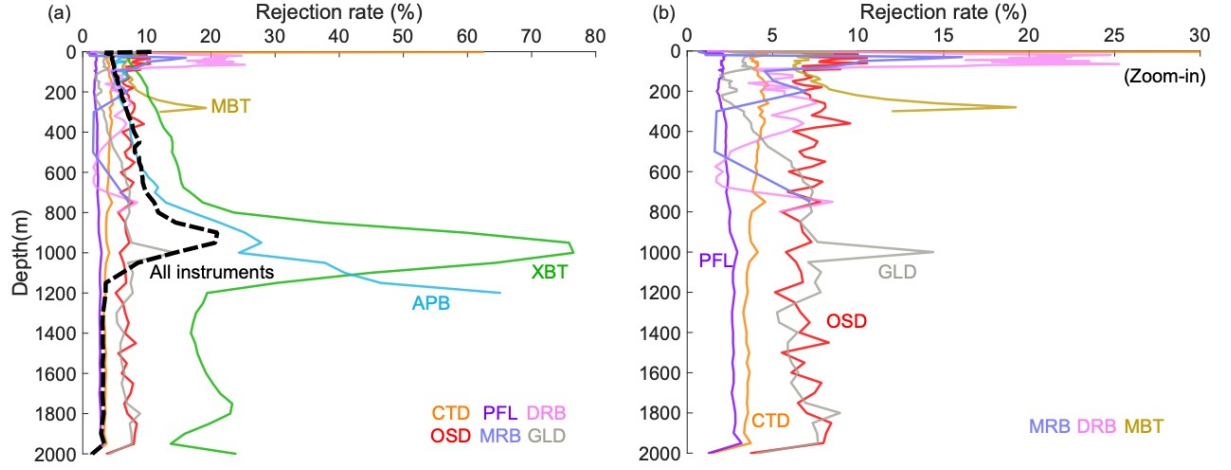 (a)
Rejection rate (%)
0 10 20 30 40 50 60 70 80
Depth(m)
0
200
400
600
800
1000
1200
1400
1600
1800
2000
MBT
All instruments
XBT
APB
CTD PFL DRB
OSD MRB GLD
(b)
Rejection rate (%)
0 5 10 15 20 25 30
(Zoom-in)
0
200
400
600
800
1000
1200
1400
1600
1800
2000
PFL
GLD
OSD
CTD
MRB DRB MBT